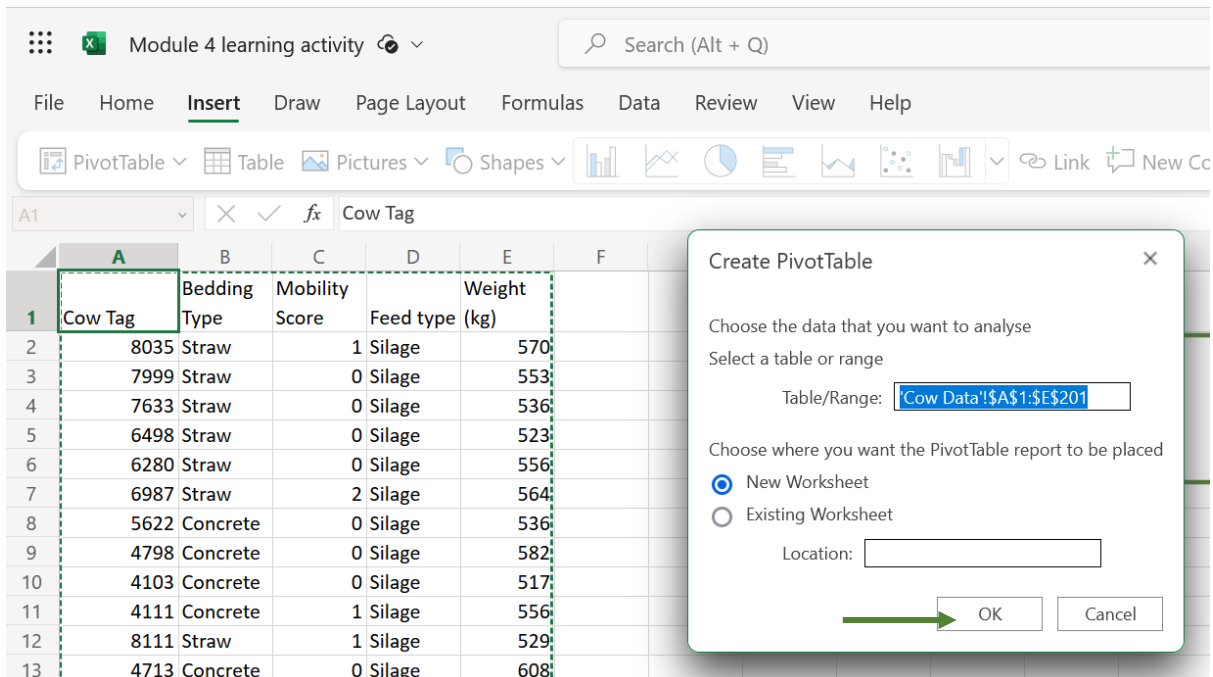 Module 4 learning activity
Search (Alt + Q)
File Home Insert Draw Page Layout Formulas Data Review View Help
PivotTable Table Pictures Shapes Link New Co
A1 fx Cow Tag
A B C D E F
1 Cow Tag Bedding Type Mobility Score Feed type Weight (kg)
2 8035 Straw 1 Silage 570
3 7999 Straw 0 Silage 553
4 7633 Straw 0 Silage 536
5 6498 Straw 0 Silage 523
6 6280 Straw 0 Silage 556
7 6987 Straw 2 Silage 564
8 5622 Concrete 0 Silage 536
9 4798 Concrete 0 Silage 582
10 4103 Concrete 0 Silage 517
11 4111 Concrete 1 Silage 556
12 8111 Straw 1 Silage 529
13 4713 Concrete 0 Silage 608
Create PivotTable
Choose the data that you want to analyse
Select a table or range
Table/Range: 'Cow Data'!$A$1:$E$201
Choose where you want the PivotTable report to be placed
New Worksheet
Existing Worksheet
Location:
OK Cancel